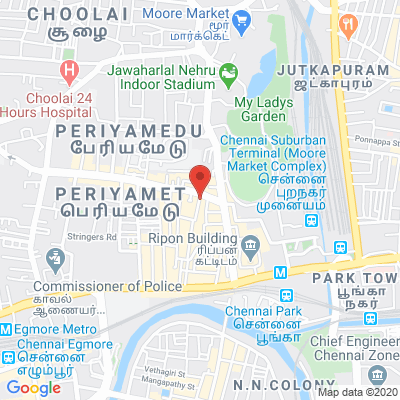 CHOOLAI
சூளை
Moore Market
மூர்
மார்க்கெட்
Jawaharlal Nehru
Indoor Stadium
JUTKAPURAM
ஜட்காபுரம்
Choolai 24
Hours Hospital
My Ladys
Garden
PERIYAMEDU
பேரியமேடு
Chennai Suburban
Terminal (Moore
Market Complex)
சென்னை
புறநகர்
முனையம்
Ponnappa St
PERIYAMET
பெரியமேடு
Stringers Rd
Ripon Building
ரிப்பன்
கட்டிடம்
Commissioner of Police
காவல்
ஆணையர்
M
PARK TOW
பூங்கா
நகர்
Egmore Metro
Chennai Egmore
சென்னை
எழும்பூர்
Chennai Park
சென்னை
பூங்கா
Chief Engineer
Chennai Zone
Vethagiri St
Mangapathy St
N.N.COLONY
Google
Map data ©2020